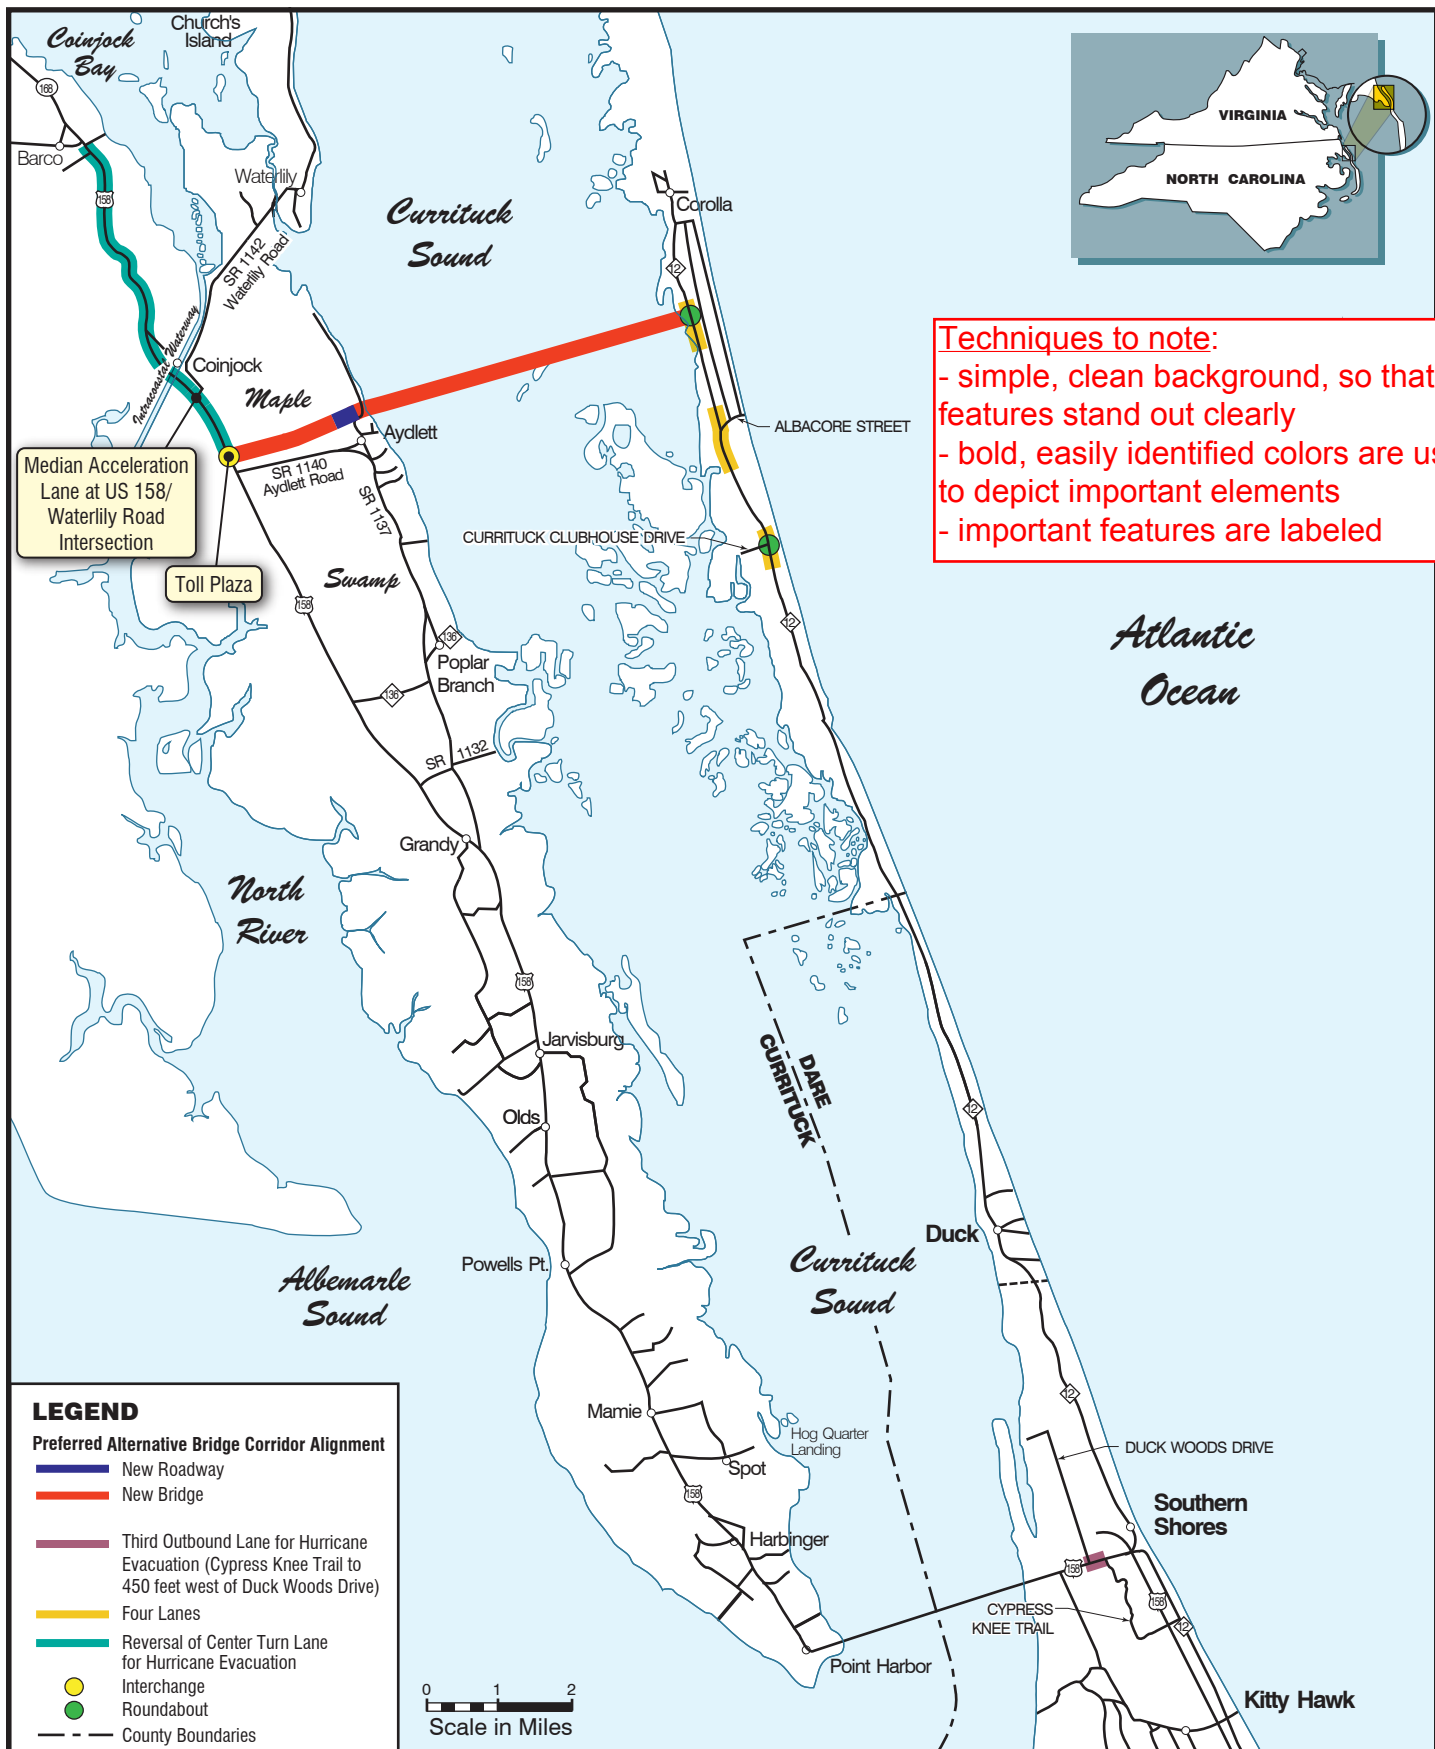 Church's
Island
Coinjock
Bay
168
Barco
158
Waterlily
SR 1142
Waterlily Road
Currituck
Sound
Corolla
12
VIRGINIA
NORTH CAROLINA
Techniques to note:
- simple, clean background, so that
features stand out clearly
- bold, easily identified colors are us
to depict important elements
- important features are labeled
Intracoastal Waterway
Coinjock
Maple
Aydlett
SR 1140
Aydlett Road
SR 1137
ALBACORE STREET
Median Acceleration
Lane at US 158/
Waterlily Road
Intersection
Toll Plaza
CURRITUCK CLUBHOUSE DRIVE
Swamp
158
12
136
Poplar
Branch
136
SR 1132
Atlantic
Ocean
Grandy
North
River
158
Jarvisburg
DARE
CURRITUCK
12
Olds
Duck
Powells Pt.
Albemarle
Sound
Currituck
Sound
12
Mamie
Hog Quarter
Landing
Spot
DUCK WOODS DRIVE
158
Southern
Shores
Harbinger
158
158
CYPRESS
KNEE TRAIL
12
Point Harbor
Kitty Hawk
LEGEND
Preferred Alternative Bridge Corridor Alignment
New Roadway
New Bridge
Third Outbound Lane for Hurricane
Evacuation (Cypress Knee Trail to
450 feet west of Duck Woods Drive)
Four Lanes
Reversal of Center Turn Lane
for Hurricane Evacuation
Interchange
Roundabout
County Boundaries
0 1 2
Scale in Miles